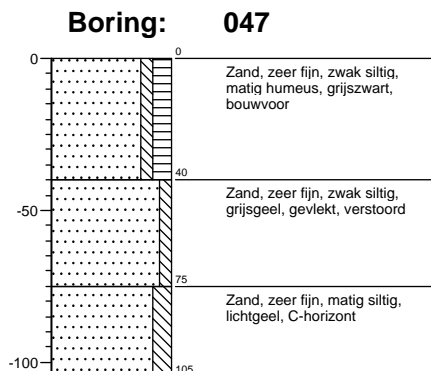 Boring: 047
0
0
Zand, zeer fijn, zwak siltig,
matig humeus, grijszwart,
bouwvoor
40
Zand, zeer fijn, zwak siltig,
grijsgeel, gevlekt, verstoord
-50
75
Zand, zeer fijn, matig siltig,
lichtgeel, C-horizont
-100
105